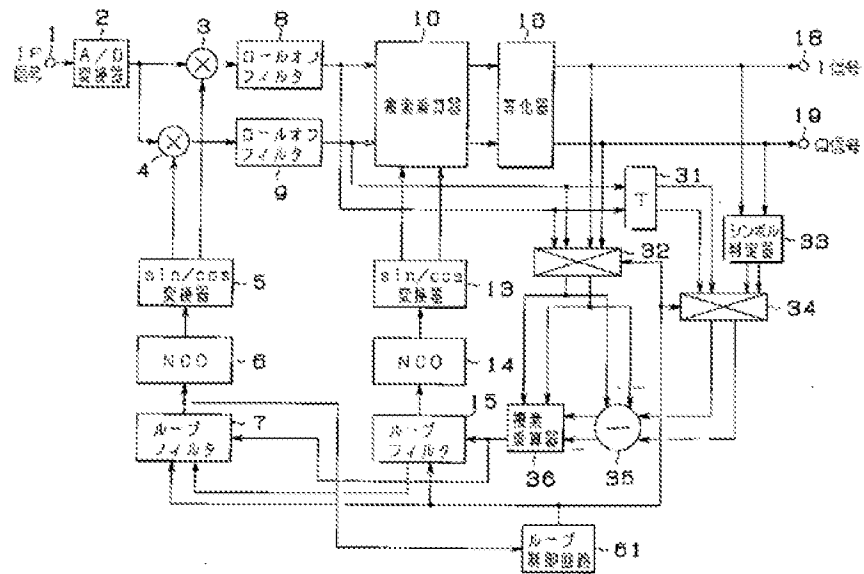 1
IF
信号
2
A/D
変換器
3
4
8
ロールオフ
フィルタ
ロールオフ
フィルタ
9
10
複素乗算器
16
等化器
18
I信号
19
Q信号
31
T
32
シンボル
判定器
33
34
sin/cos
変換器
5
sin/cos
変換器
13
NCO
6
NCO
14
ループ
フィルタ
7
ループ
フィルタ
15
複素
乗算器
36
35
ループ
制御回路
61